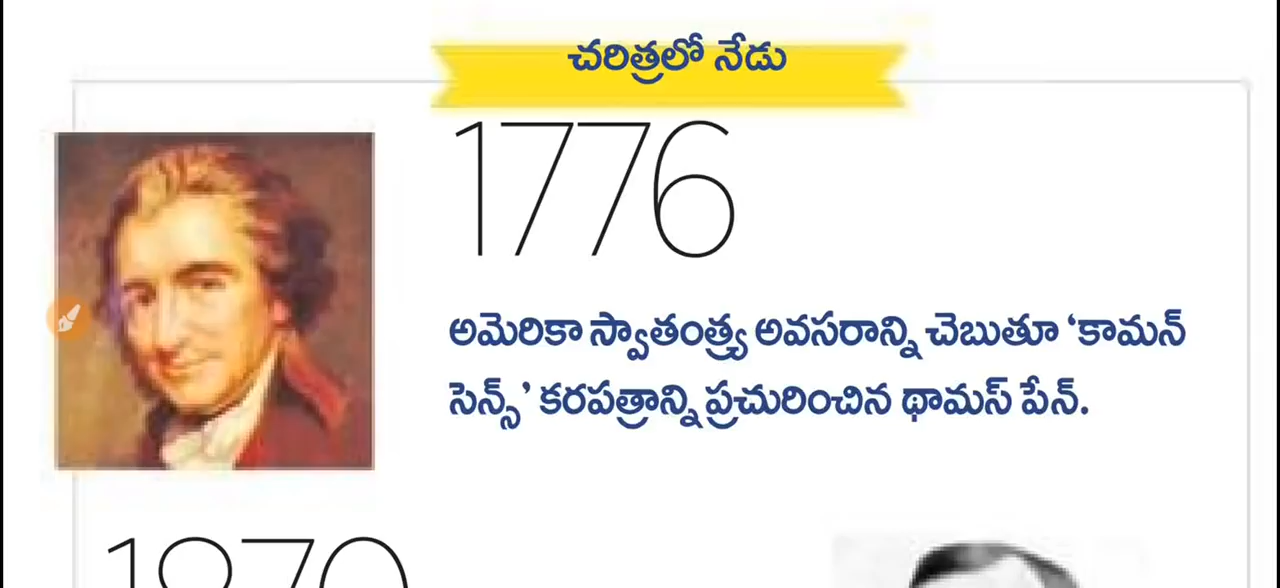 చరిత్రలో నేడు
1776
అమెరికా స్వాతంత్ర్య అవసరాన్ని చెబుతూ ‘కామన్
సెన్స్’ కరపత్రాన్ని ప్రచురించిన థామస్ పేన్.